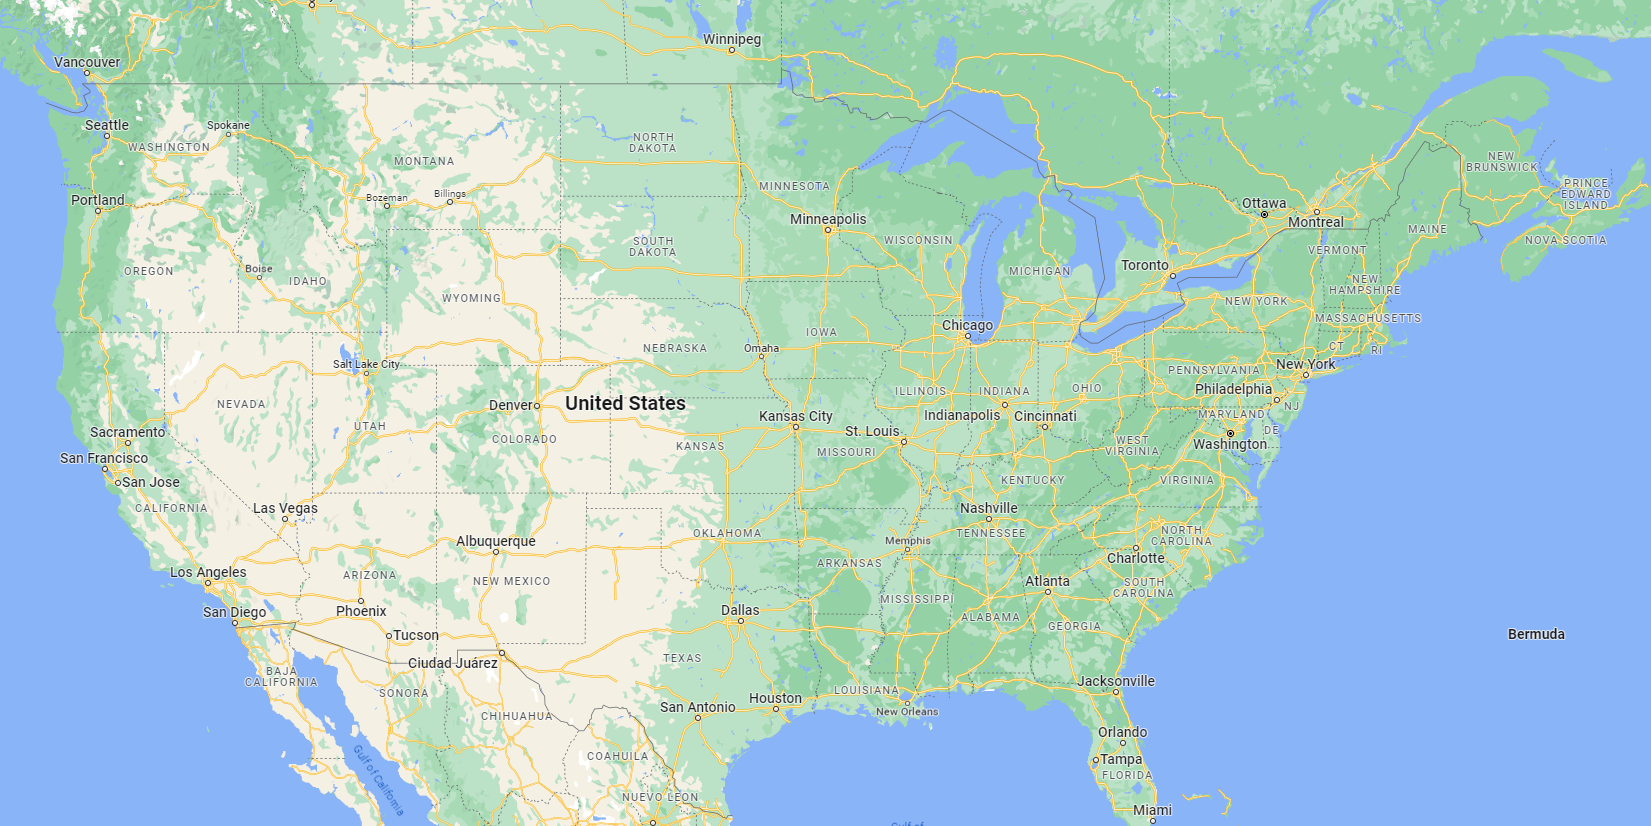 Winnipeg
Vancouver
Seattle
Spokane
WASHINGTON
NORTH
DAKOTA
MONTANA
NEW
BRUNSWICK
PRINCE
EDWARD
ISLAND
Portland
Bozeman
Billings
MINNESOTA
Minneapolis
Ottawa
Montreal
MAINE
NOVA SCOTIA
SOUTH
DAKOTA
WISCONSIN
VERMONT
OREGON
Boise
IDAHO
MICHIGAN
Toronto
NEW
HAMPSHIRE
WYOMING
NEW YORK
MASSACHUSETTS
IOWA
Chicago
NEBRASKA
Omaha
CT
RI
Salt Lake City
PENNSYLVANIA
New York
NEVADA
Denver
United States
ILLINOIS
INDIANA
OHIO
Philadelphia
NJ
UTAH
Kansas City
Indianapolis
Cincinnati
MARYLAND
Sacramento
COLORADO
KANSAS
St. Louis
MISSOURI
WEST
VIRGINIA
DE
Washington
San Francisco
San Jose
CALIFORNIA
KENTUCKY
VIRGINIA
Las Vegas
Nashville
Albuquerque
OKLAHOMA
Memphis
TENNESSEE
NORTH
CAROLINA
Charlotte
Los Angeles
ARIZONA
NEW MEXICO
ARKANSAS
Atlanta
SOUTH
CAROLINA
San Diego
Phoenix
Dallas
MISSISSIPPI
ALABAMA
GEORGIA
Tucson
Bermuda
Ciudad Juárez
TEXAS
BAJA
CALIFORNIA
SONORA
Jacksonville
CHIHUAHUA
San Antonio
Houston
LOUISIANA
New Orleans
Orlando
COAHUILA
Tampa
FLORIDA
Gulf of California
NUEVO LEON
Miami
Gulf of